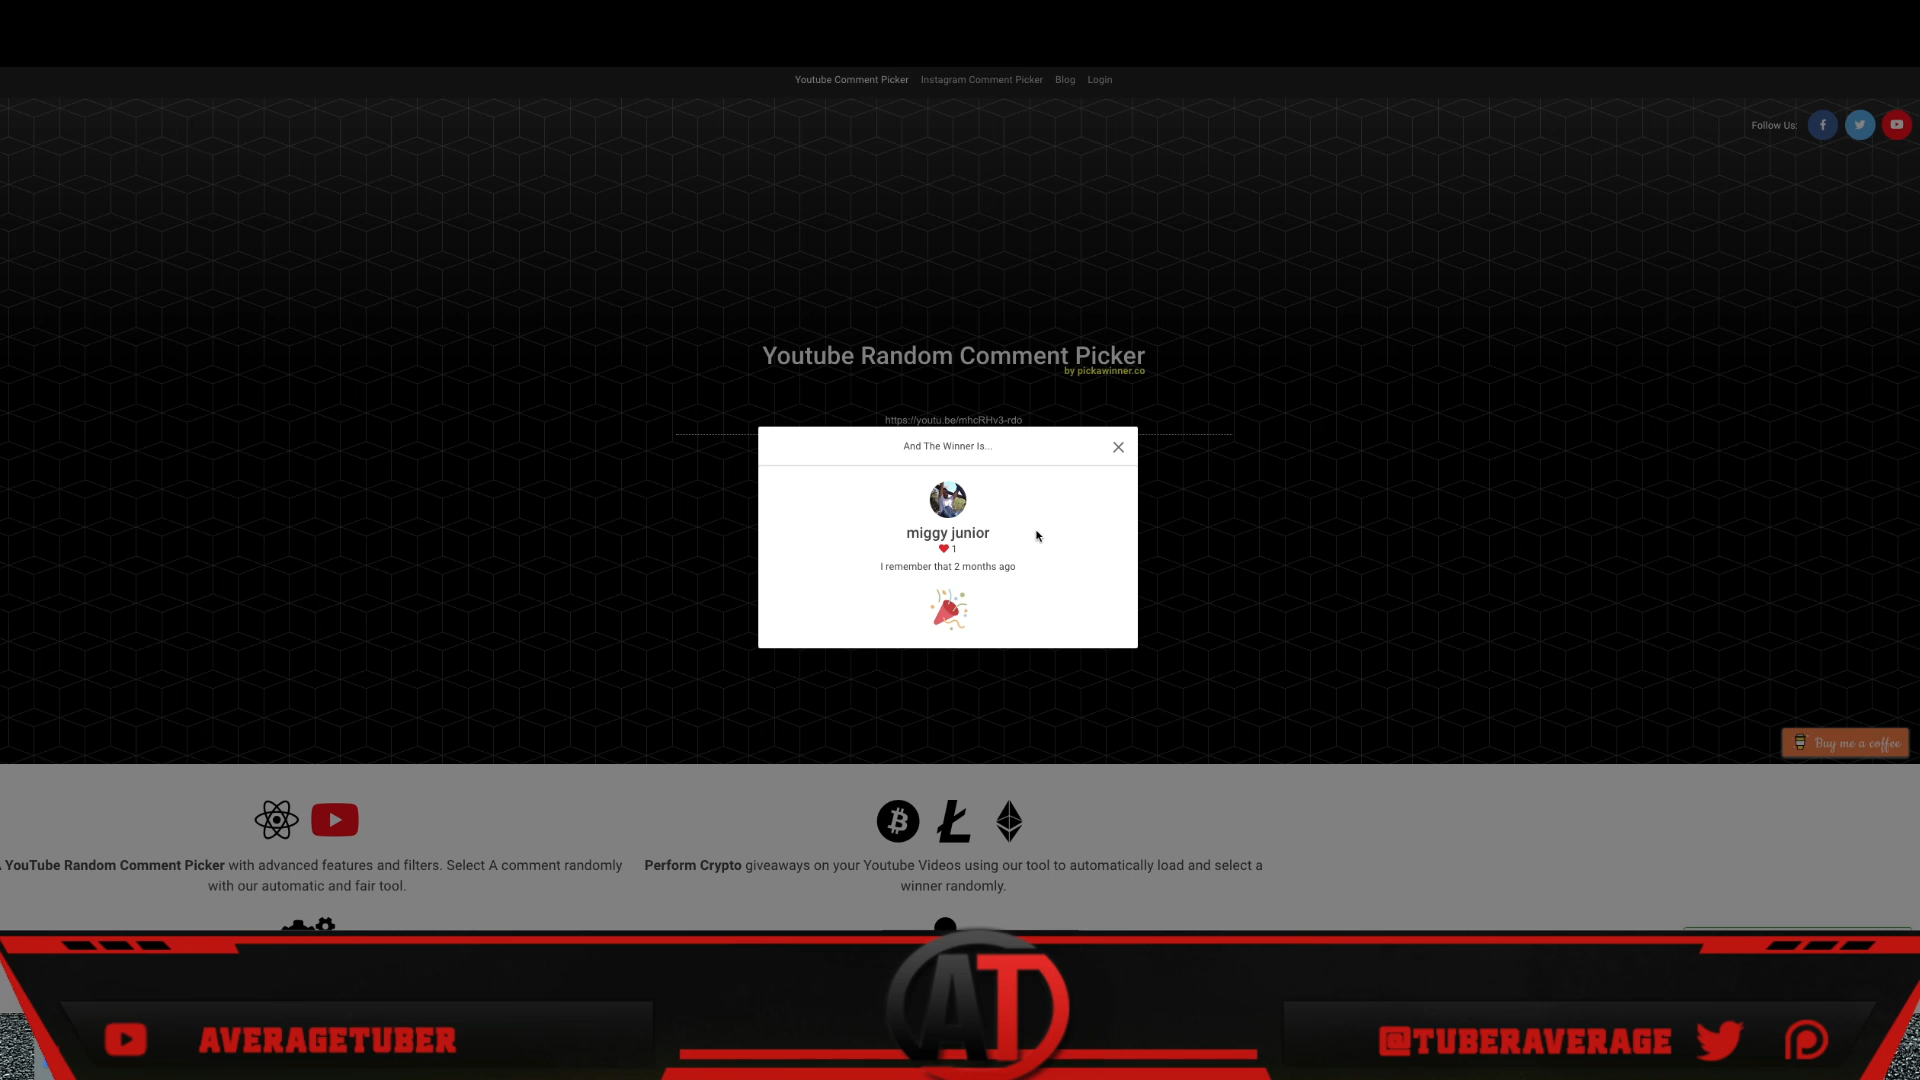 Youtube Comment Picker Instagram Comment Picker Blog Login
Follow Us:
Youtube Random Comment Picker
by pickawinner.co
https://youtu.be/mhcRHv3-rdo
And The Winner Is...
miggy junior
1
I remember that 2 months ago
Buy me a coffee
YouTube Random Comment Picker with advanced features and filters. Select A comment randomly
with our automatic and fair tool.
Perform Crypto giveaways on your Youtube Videos using our tool to automatically load and select a
winner randomly.
AT
AVERAGETUBER
@TUBERAVERAGE